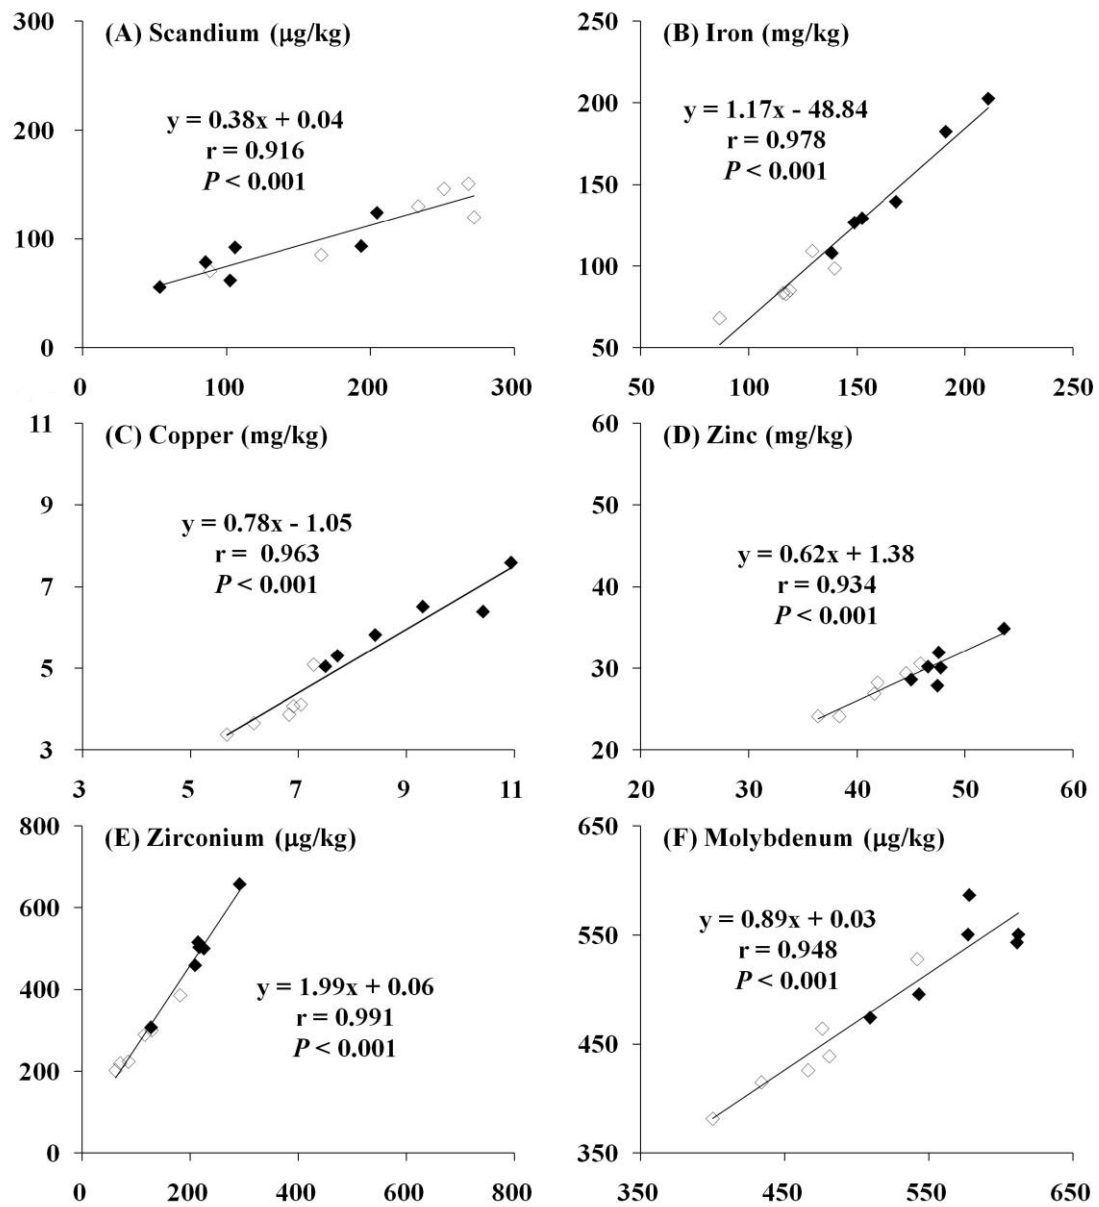 (A) Scandium (μg/kg)
y = 0.38x + 0.04
r = 0.916
P < 0.001
300
200
100
0
0 100 200 300
(B) Iron (mg/kg)
y = 1.17x - 48.84
r = 0.978
P < 0.001
250
200
150
100
50
50 100 150 200 250
(C) Copper (mg/kg)
y = 0.78x - 1.05
r = 0.963
P < 0.001
11
9
7
5
3
3 5 7 9 11
(D) Zinc (mg/kg)
y = 0.62x + 1.38
r = 0.934
P < 0.001
60
50
40
30
20
20 30 40 50 60
(E) Zirconium (μg/kg)
y = 1.99x + 0.06
r = 0.991
P < 0.001
800
600
400
200
0
0 200 400 600 800
(F) Molybdenum (μg/kg)
y = 0.89x + 0.03
r = 0.948
P < 0.001
650
550
450
350
350 450 550 650